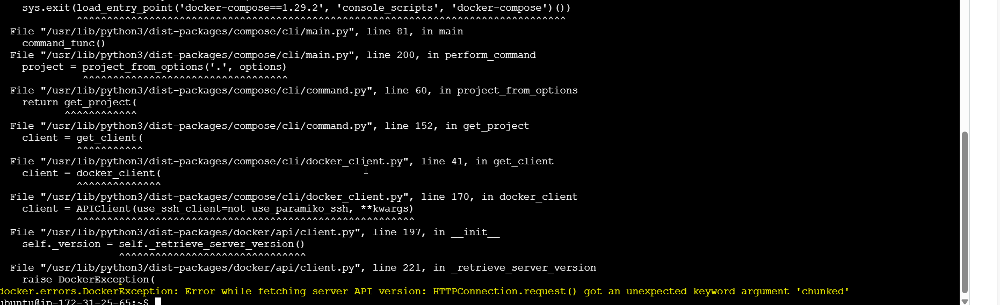 sys.exit(load_entry_point('docker-compose==1.29.2', 'console_scripts', 'docker-compose')())
^^^^^^^^^^^^^^^^^^^^^^^^^^^^^^^^^^^^^^^^^^^^^^^^^^^^^^^^^^^^^^^^^^^^^^^^^^^^^^^^^
File "/usr/lib/python3/dist-packages/compose/cli/main.py", line 81, in main
command_func()
File "/usr/lib/python3/dist-packages/compose/cli/main.py", line 200, in perform_command
project = project_from_options('.', options)
^^^^^^^^^^^^^^^^^^^^^^^^^^^^^^^^^^
File "/usr/lib/python3/dist-packages/compose/cli/command.py", line 60, in project_from_options
return get_project(
^^^^^^^^^^^^
File "/usr/lib/python3/dist-packages/compose/cli/command.py", line 152, in get_project
client = get_client(
^^^^^^^^^^^
File "/usr/lib/python3/dist-packages/compose/cli/docker_client.py", line 41, in get_client
client = docker_client(
^^^^^^^^^^^^^^
File "/usr/lib/python3/dist-packages/compose/cli/docker_client.py", line 170, in docker_client
client = APIClient(use_ssh_client=not use_paramiko_ssh, **kwargs)
^^^^^^^^^^^^^^^^^^^^^^^^^^^^^^^^^^^^^^^^^^^^^^^^^^^^^^^^
File "/usr/lib/python3/dist-packages/docker/api/client.py", line 197, in __init__
self._version = self._retrieve_server_version()
^^^^^^^^^^^^^^^^^^^^^^^^^^^^^^^
File "/usr/lib/python3/dist-packages/docker/api/client.py", line 221, in _retrieve_server_version
raise DockerException(
docker.errors.DockerException: Error while fetching server API version: HTTPConnection.request() got an unexpected keyword argument 'chunked'
ubuntu@ip-172-31-25-65:~$